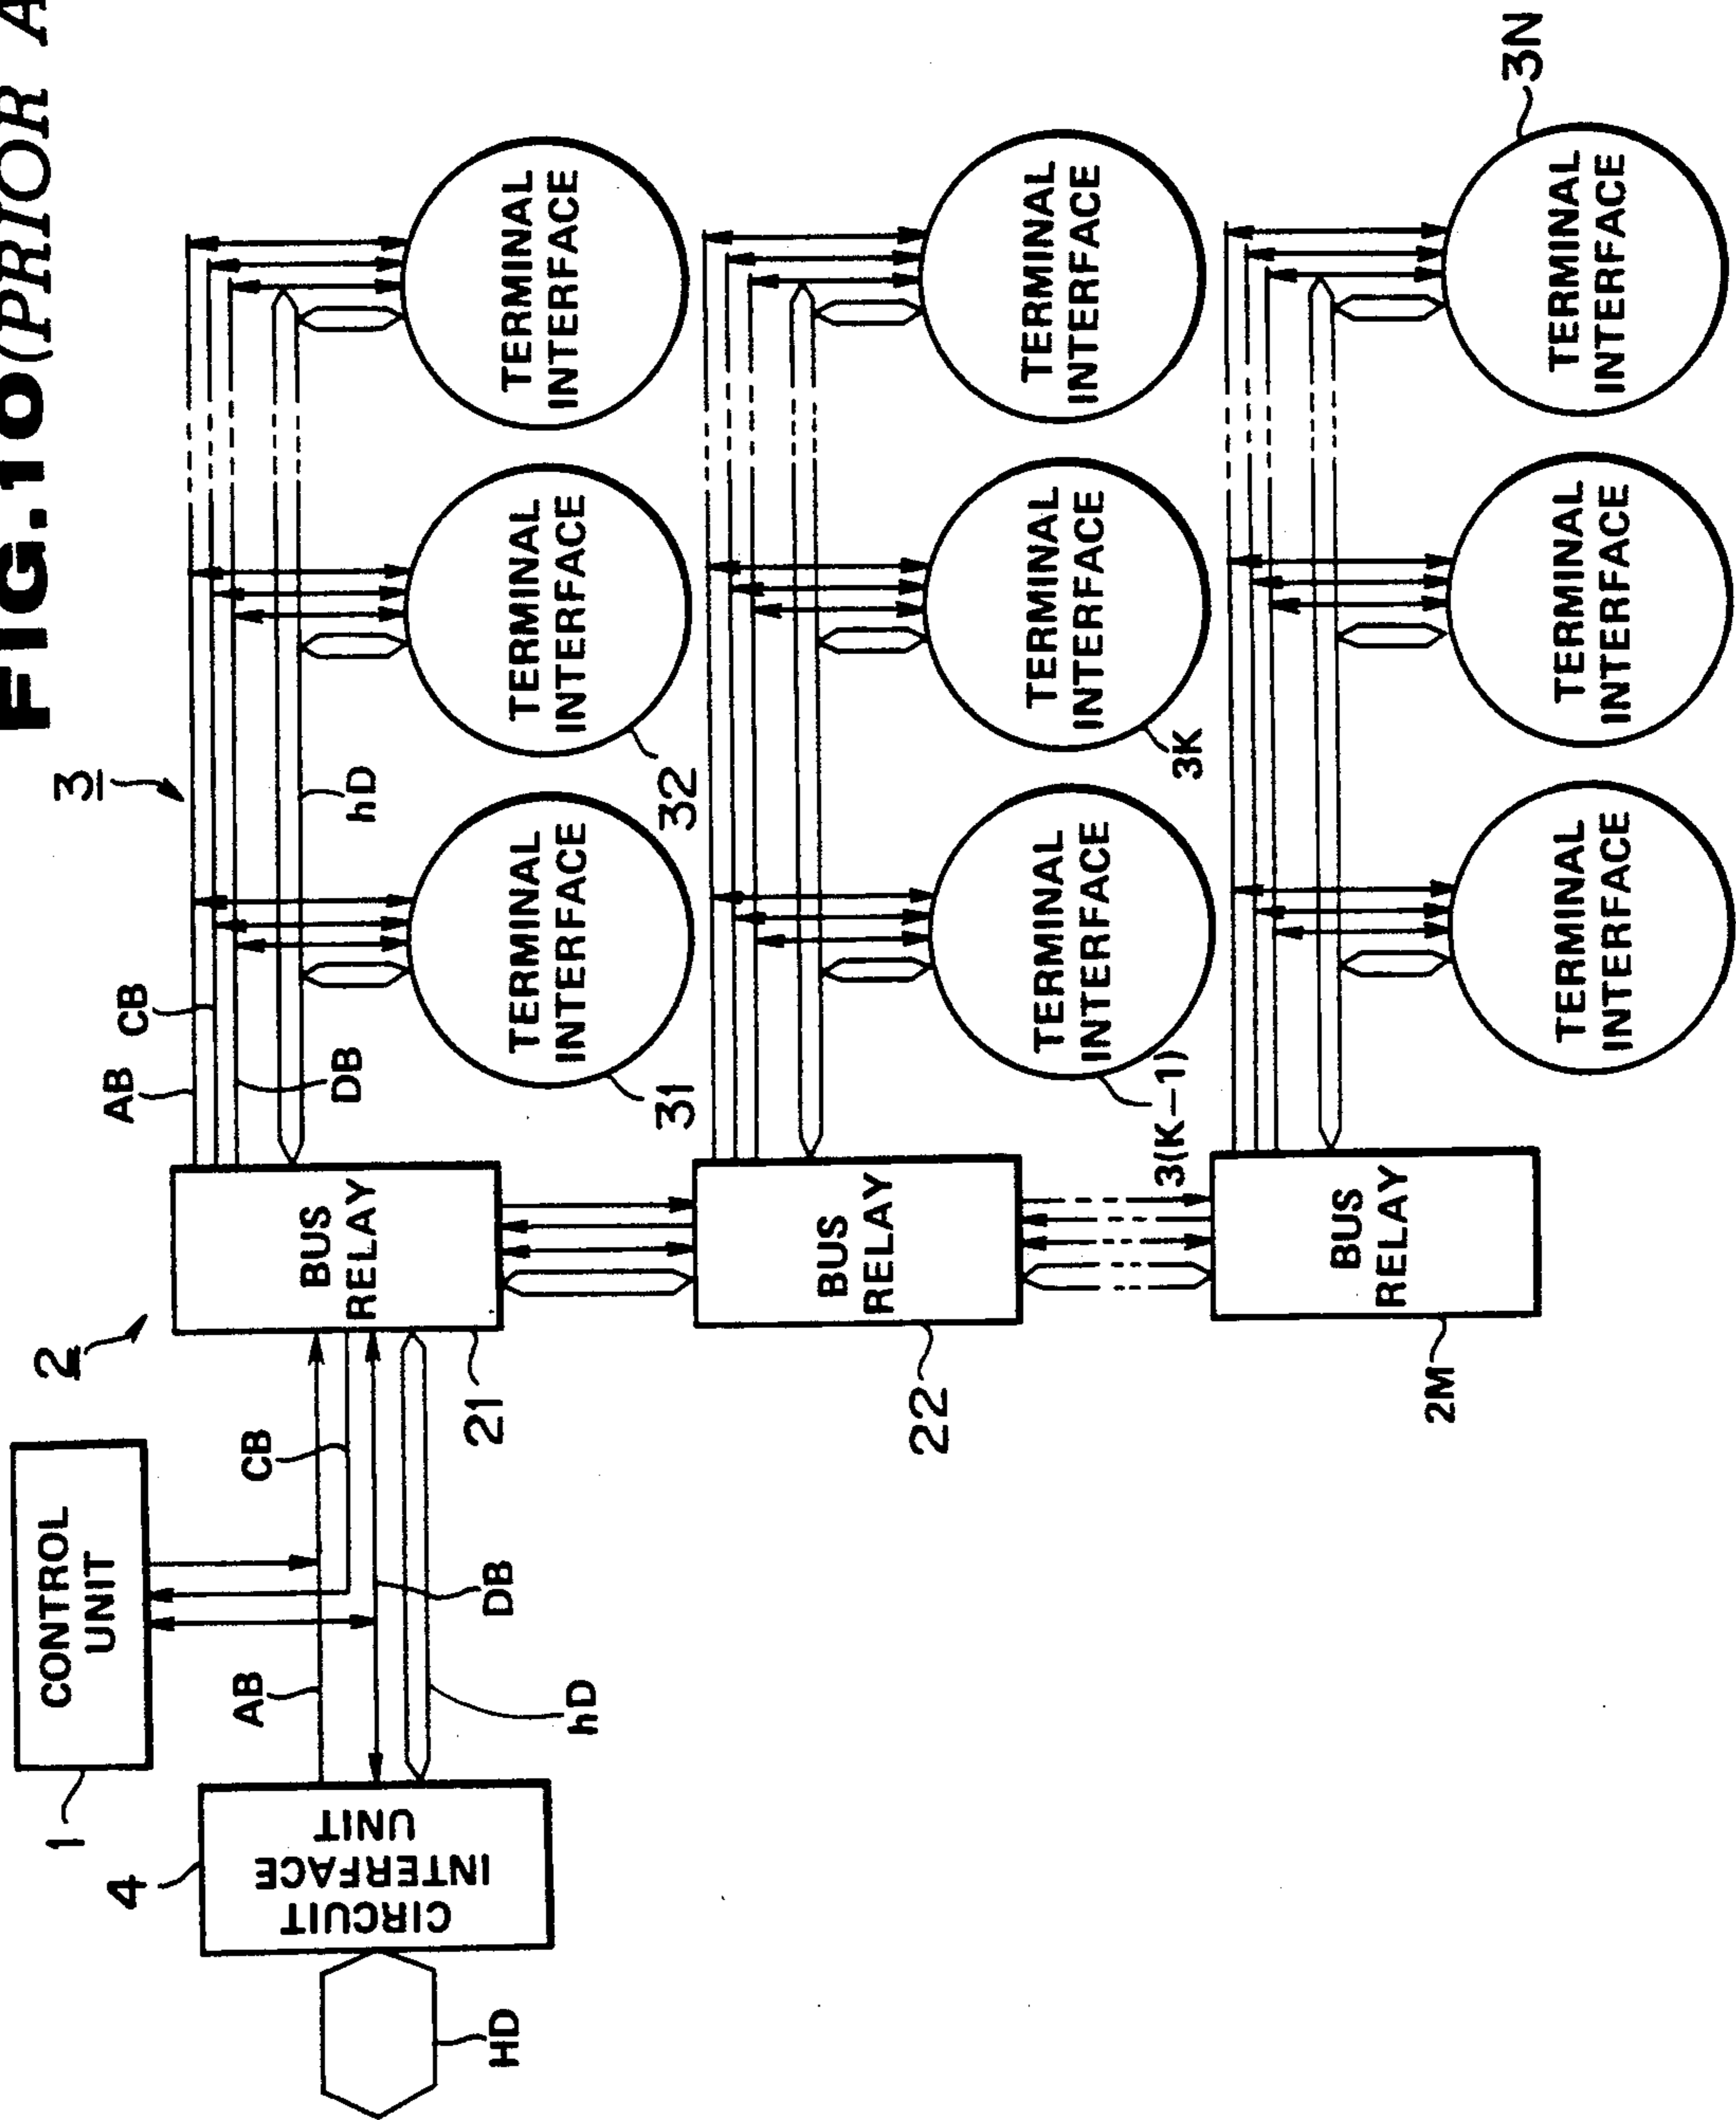 FIG.10 (PRIOR A
3
AB
CB
DB
hD
TERMINAL
INTERFACE
31
TERMINAL
INTERFACE
32
TERMINAL
INTERFACE
2
BUS
RELAY
21
CONTROL
UNIT
1
CB
AB
DB
hD
4
CIRCUIT
INTERFACE
UNIT
HD
BUS
RELAY
22
TERMINAL
INTERFACE
3(K-1)
TERMINAL
INTERFACE
3K
TERMINAL
INTERFACE
BUS
RELAY
2M
TERMINAL
INTERFACE
TERMINAL
INTERFACE
TERMINAL
INTERFACE
3N